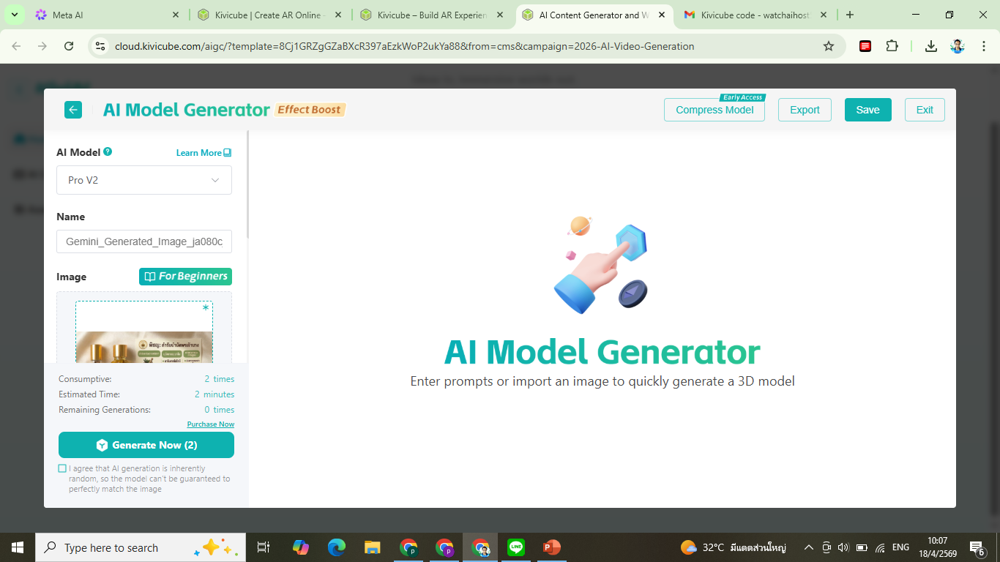 Meta AI
Kivicube | Create AR Online -
Kivicube – Build AR Experien
AI Content Generator and W
Kivicube code - watchaihost
cloud.kivicube.com/aigc/?template=8Cj1GRZgGZaBXcR397aEzkWoP2ukYa88&from=cms&campaign=2026-AI-Video-Generation
AI Model Generator Effect Boost
Early Access
Compress Model
Export
Save
Exit
AI Model
Learn More
Pro V2
Name
Gemini_Generated_Image_ja080c
Image
For Beginners
Consumptive: 2 times
Estimated Time: 2 minutes
Remaining Generations: 0 times
Purchase Now
Generate Now (2)
I agree that AI generation is inherently
random, so the model can't be guaranteed to
perfectly match the image
AI Model Generator
Enter prompts or import an image to quickly generate a 3D model
Type here to search
32°C มีแดดส่วนใหญ่
ENG
10:07
18/4/2569
6